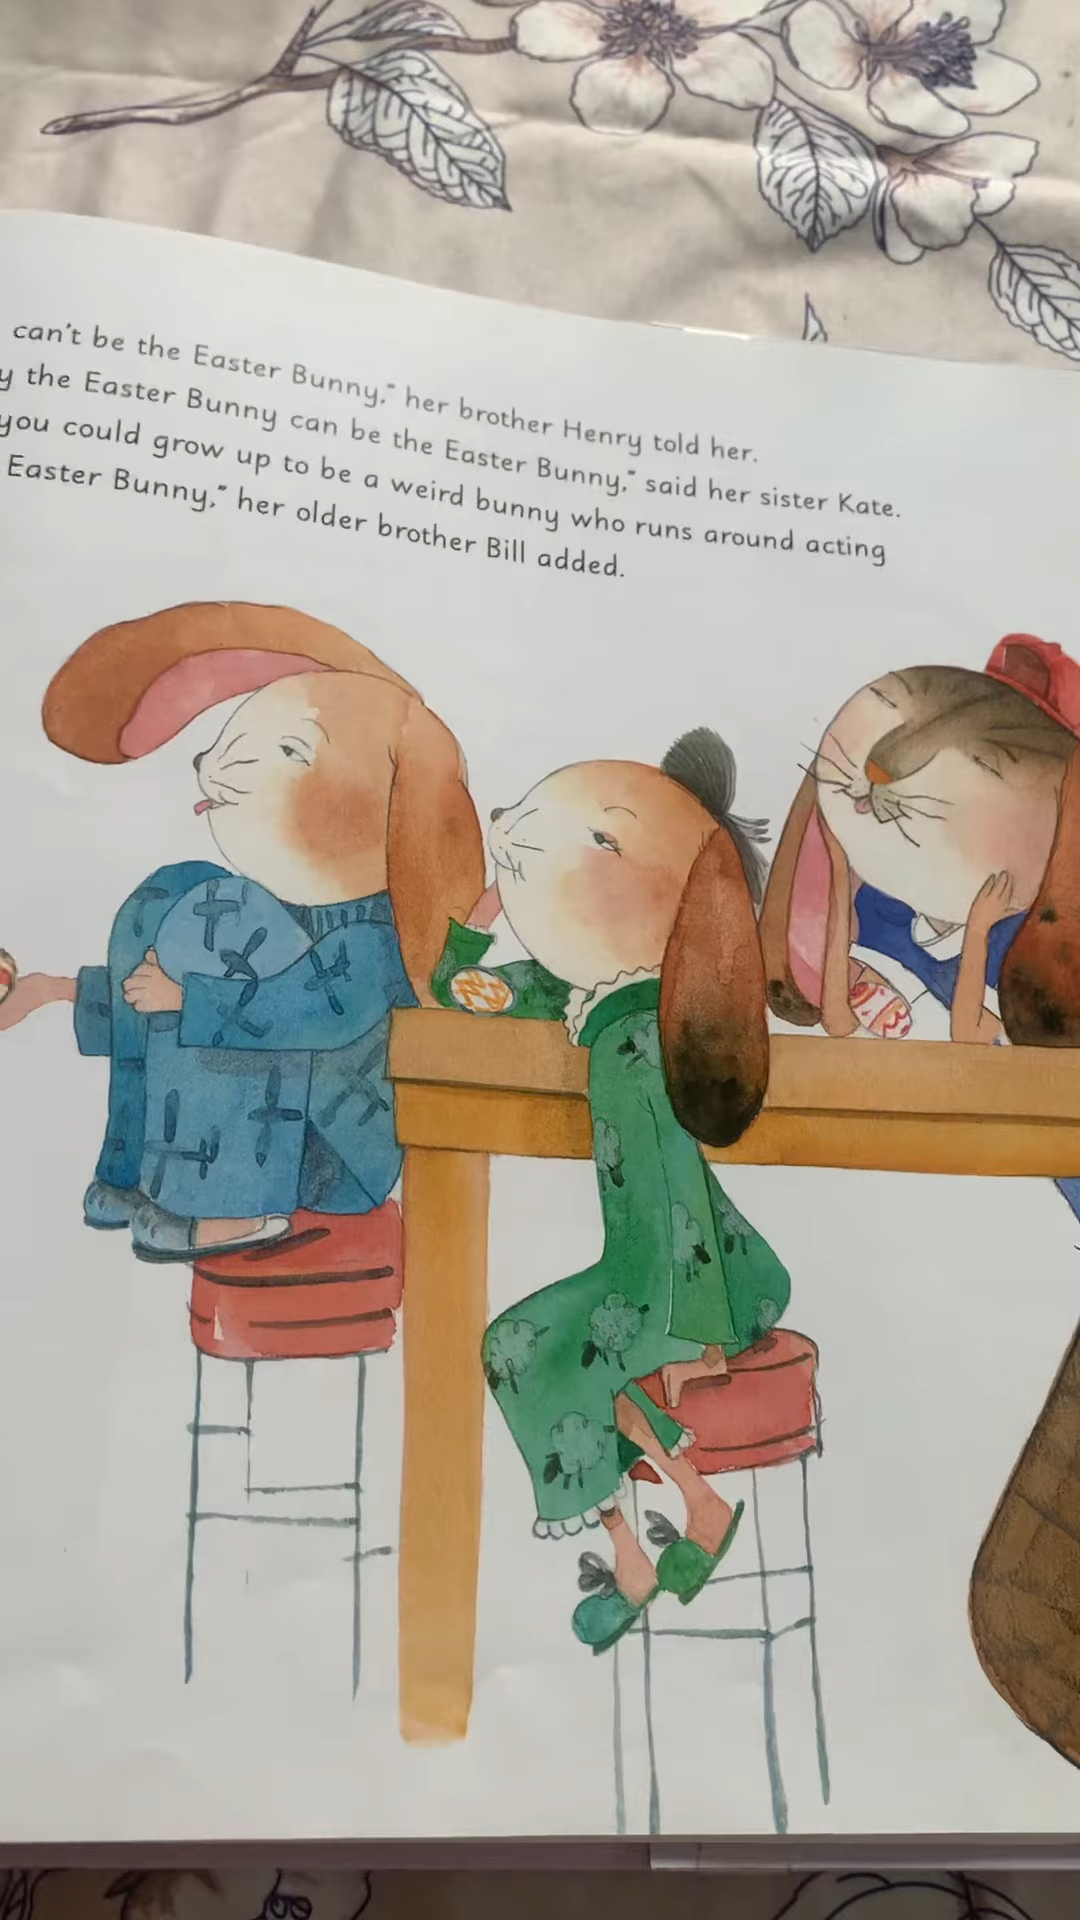 can't be the Easter Bunny," her brother Henry told her.
the Easter Bunny can be the Easter Bunny," said her sister Kate.
you could grow up to be a weird bunny who runs around acting
Easter Bunny," her older brother Bill added.